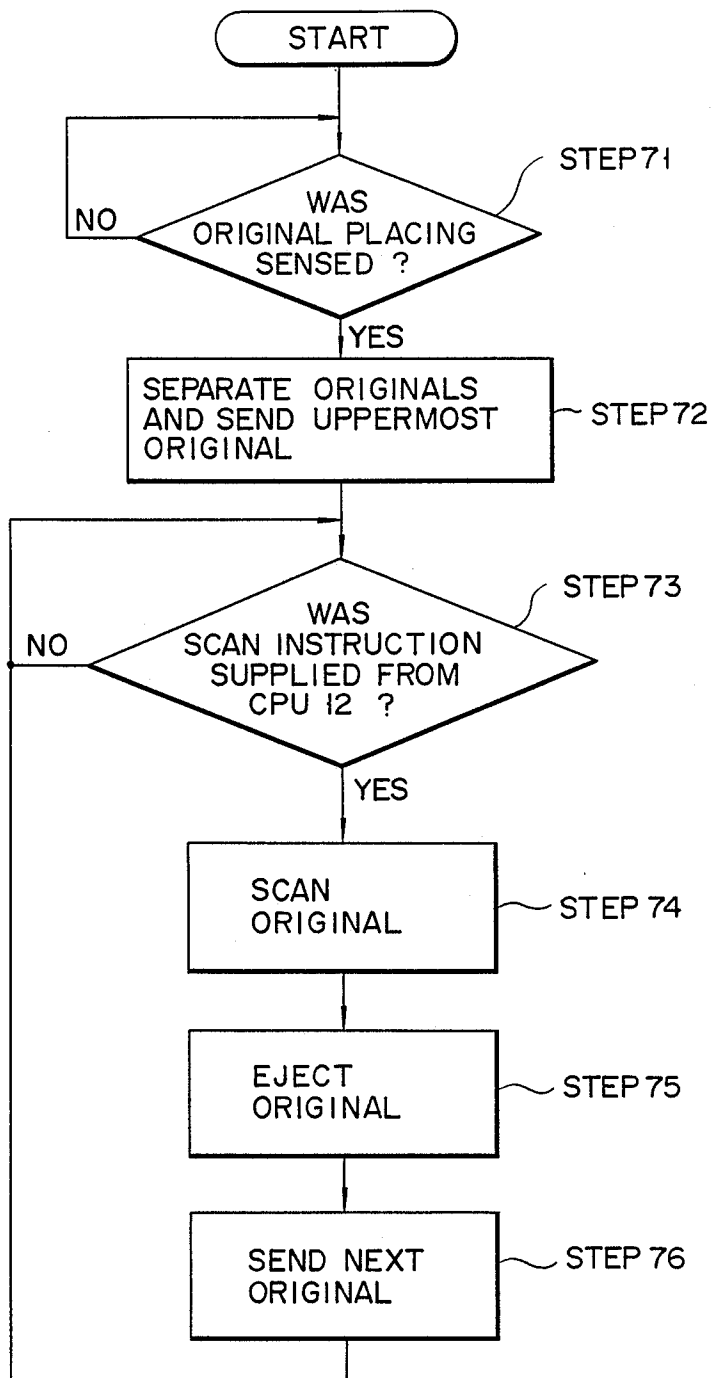 START
STEP 71
WAS
ORIGINAL PLACING
SENSED ?
NO
YES
SEPARATE ORIGINALS
AND SEND UPPERMOST
ORIGINAL
STEP 72
STEP 73
WAS
SCAN INSTRUCTION
SUPPLIED FROM
CPU 12 ?
NO
YES
SCAN
ORIGINAL
STEP 74
EJECT
ORIGINAL
STEP 75
SEND NEXT
ORIGINAL
STEP 76